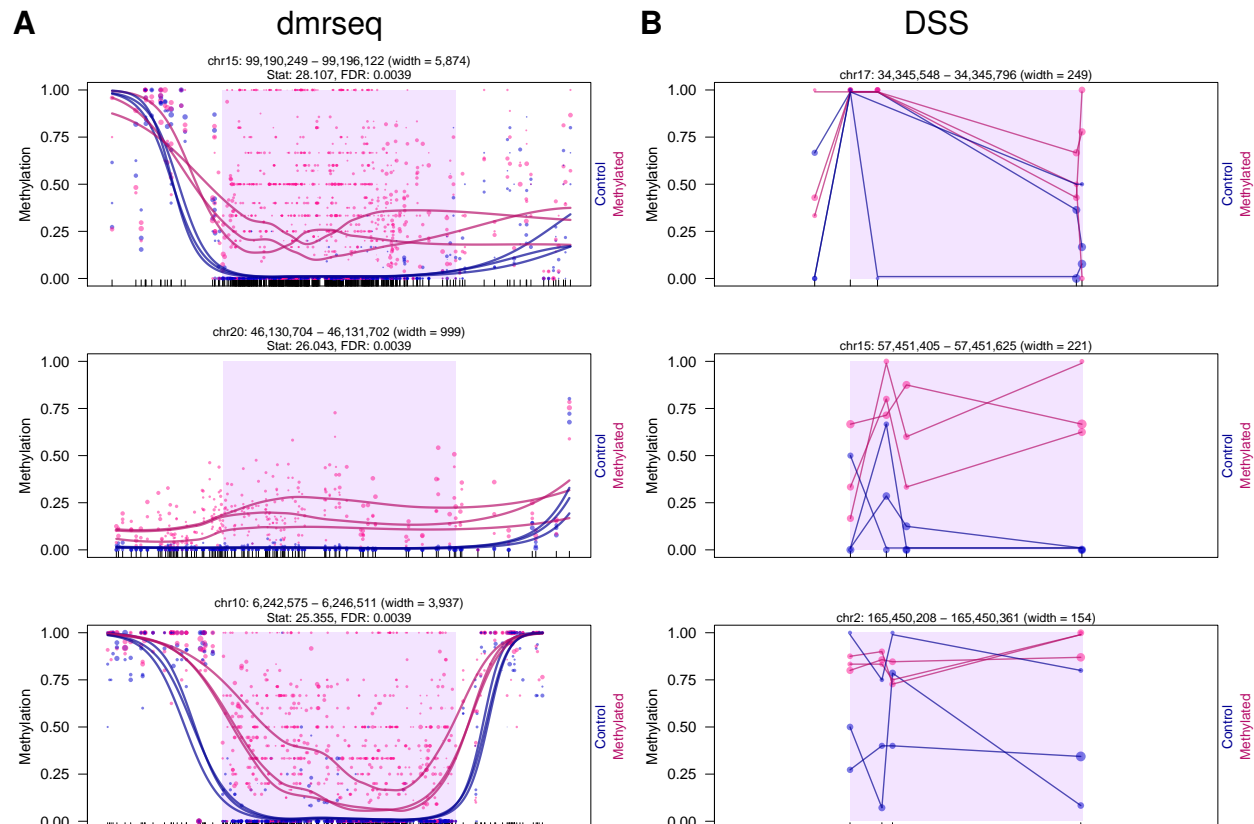 A
dmrseq
chr15: 99,190,249 − 99,196,122 (width = 5,874)
Stat: 28.107, FDR: 0.0039
1.00
0.75
0.50
0.25
0.00
Methylation
Control
Methylated
chr20: 46,130,704 − 46,131,702 (width = 999)
Stat: 26.043, FDR: 0.0039
1.00
0.75
0.50
0.25
0.00
Methylation
Control
Methylated
chr10: 6,242,575 − 6,246,511 (width = 3,937)
Stat: 25.355, FDR: 0.0039
1.00
0.75
0.50
0.25
0.00
Methylation
Control
Methylated
B
DSS
chr17: 34,345,548 − 34,345,796 (width = 249)
1.00
0.75
0.50
0.25
0.00
Methylation
Control
Methylated
chr15: 57,451,405 − 57,451,625 (width = 221)
1.00
0.75
0.50
0.25
0.00
Methylation
Control
Methylated
chr2: 165,450,208 − 165,450,361 (width = 154)
1.00
0.75
0.50
0.25
0.00
Methylation
Control
Methylated